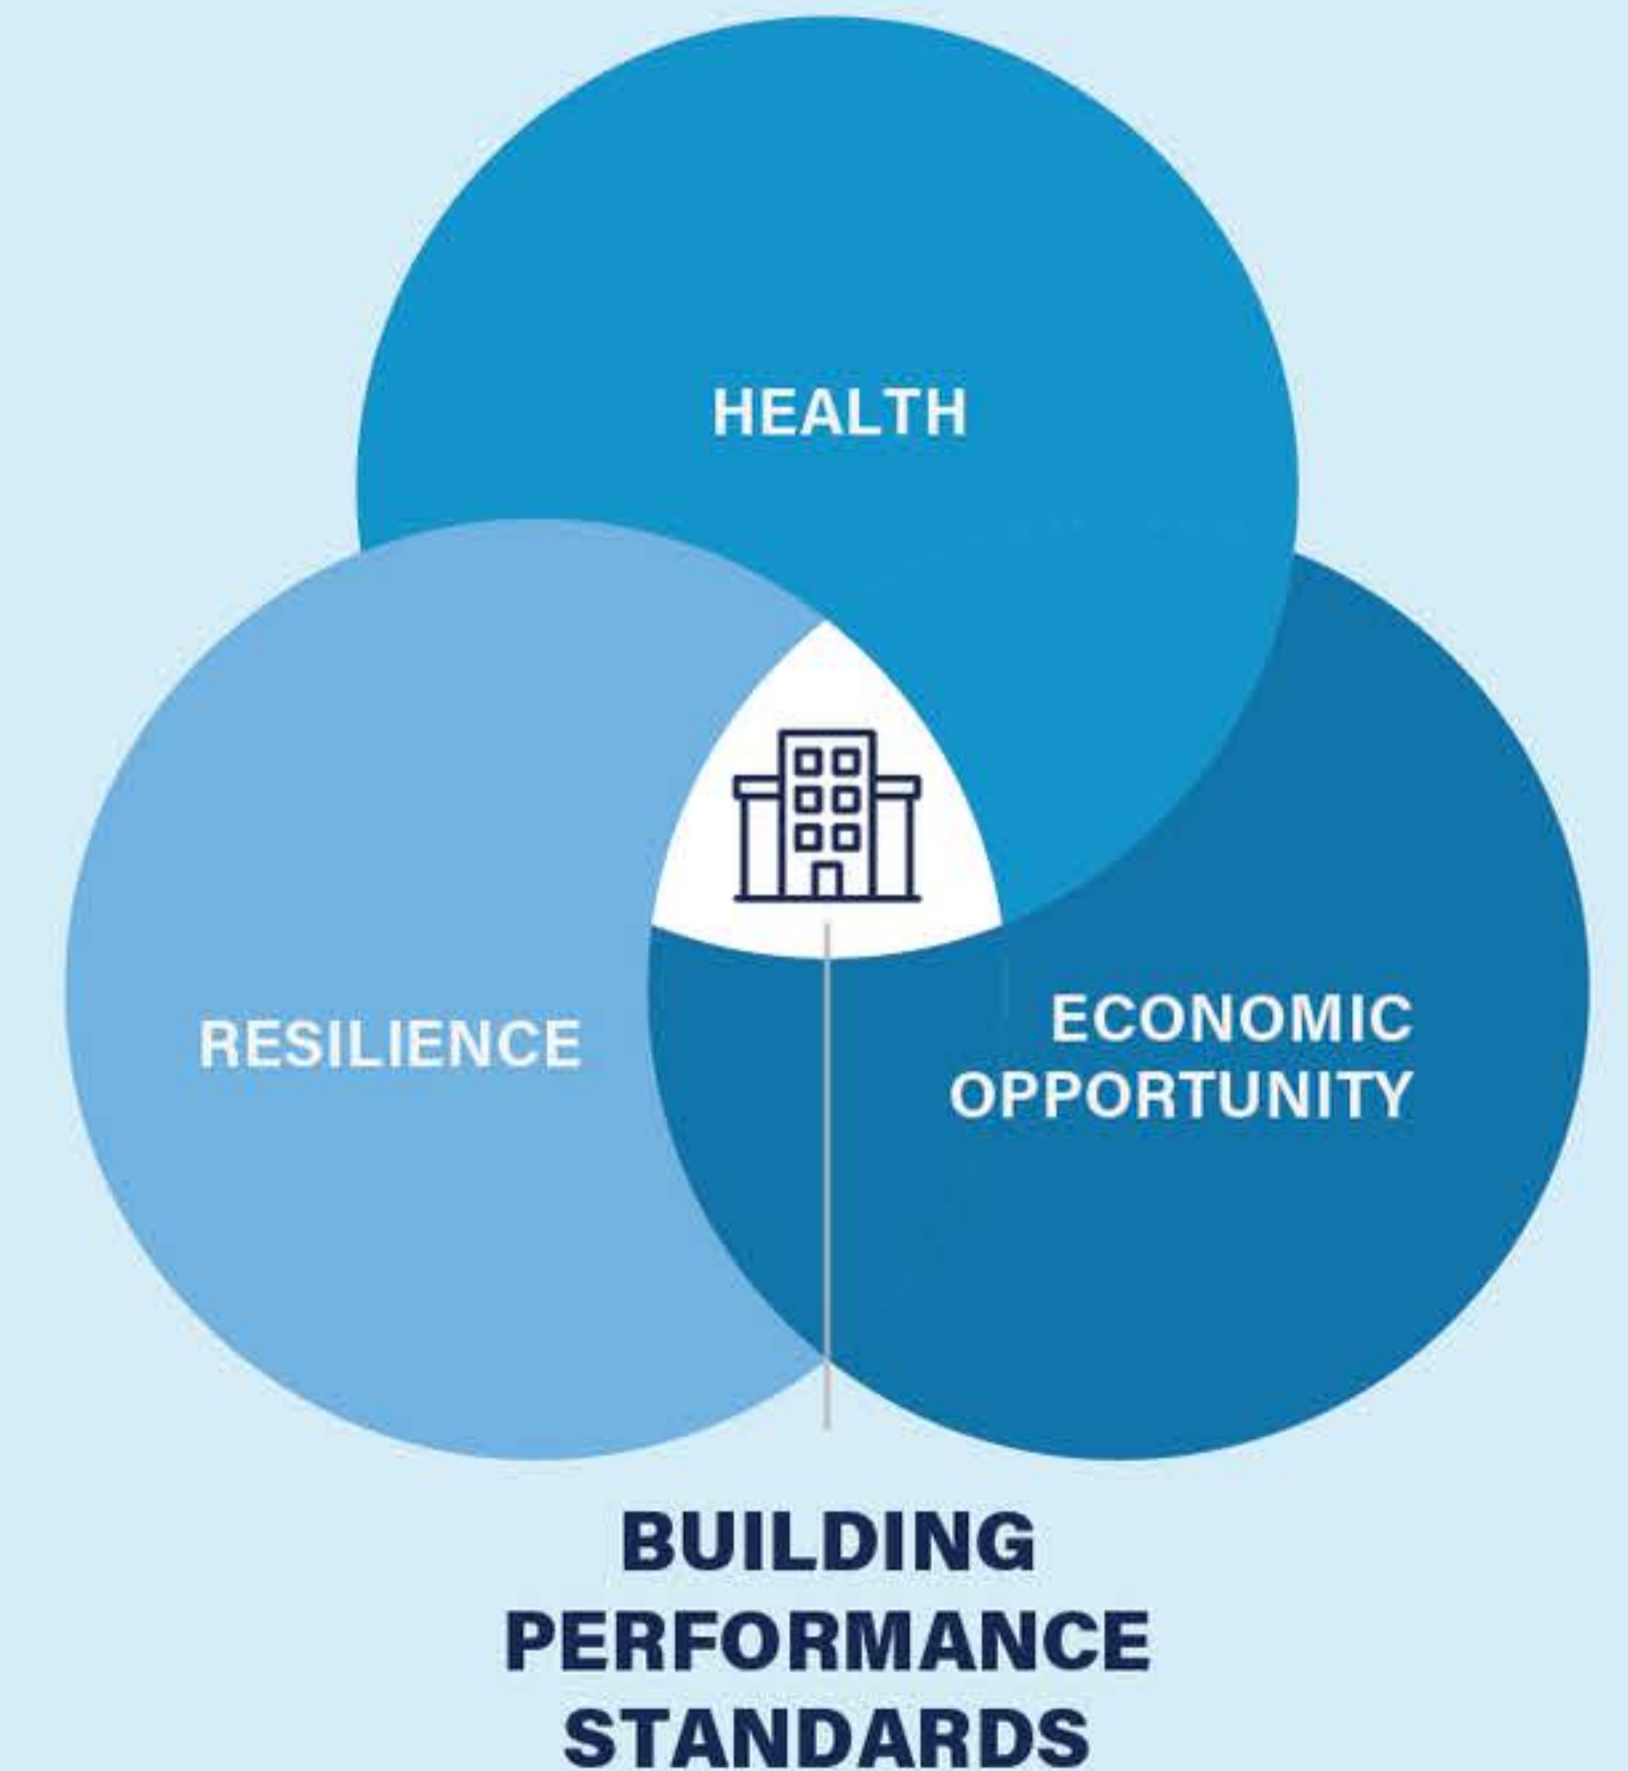 HEALTH
RESILIENCE
ECONOMIC
OPPORTUNITY
BUILDING
PERFORMANCE
STANDARDS